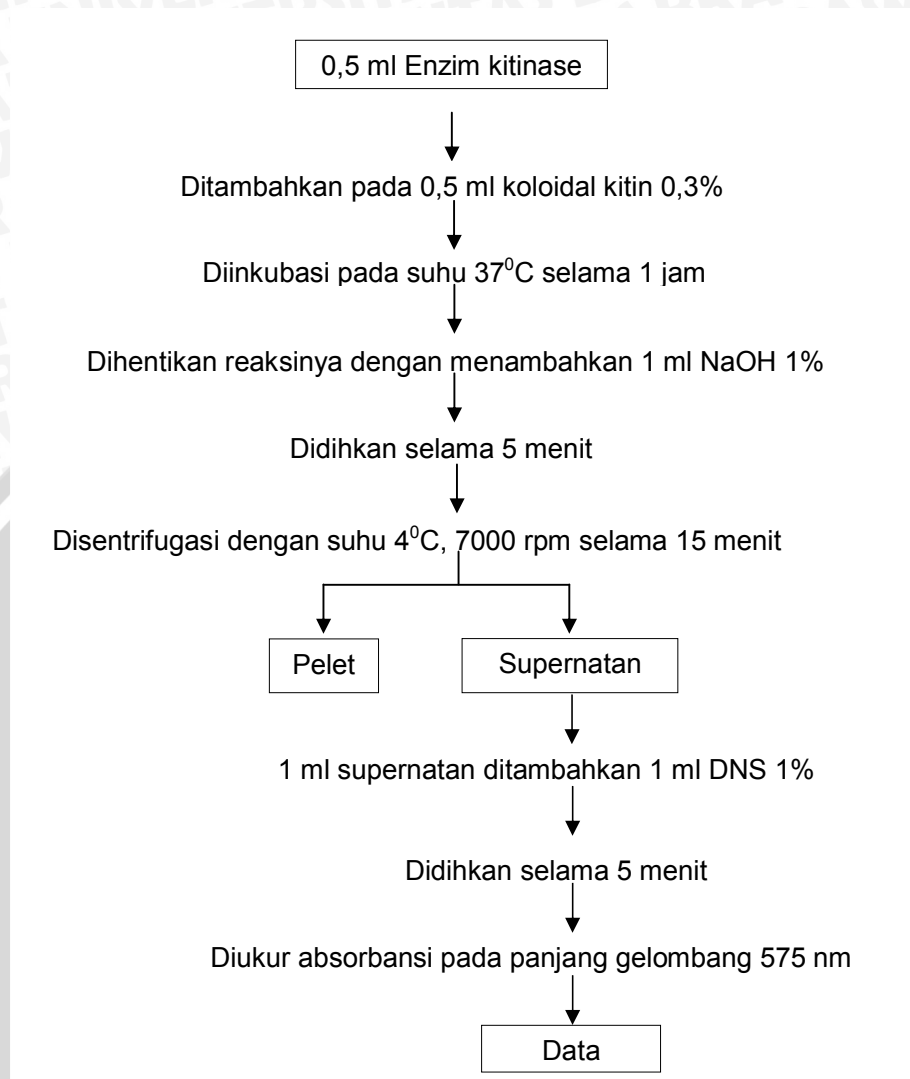 0,5 ml Enzim kitinase
Ditambahkan pada 0,5 ml koloidal kitin 0,3%
Diinkubasi pada suhu 37⁰C selama 1 jam
Dihentikan reaksinya dengan menambahkan 1 ml NaOH 1%
Didihkan selama 5 menit
Disentrifugasi dengan suhu 4⁰C, 7000 rpm selama 15 menit
Pelet Supernatan
1 ml supernatan ditambahkan 1 ml DNS 1%
Didihkan selama 5 menit
Diukur absorbansi pada panjang gelombang 575 nm
Data